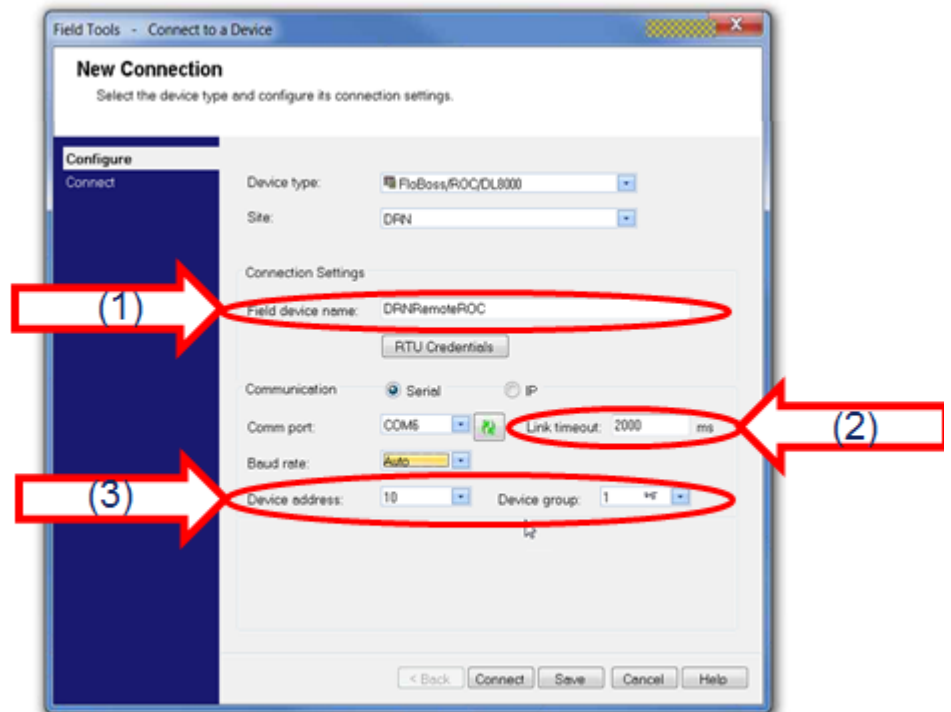 Field Tools - Connect to a Device
New Connection
Select the device type and configure its connection settings.
Configure
Connect
Device type: FloBoss/ROC/DL8000
Site: DRN
Connection Settings
(1)
Field device name: DRNRemoteROC
RTU Credentials
Communication Serial IP
Comm port: COM6 Link timeout: 2000 ms
(2)
Baud rate: Auto
(3)
Device address: 10 Device group: 1
< Back Connect Save Cancel Help